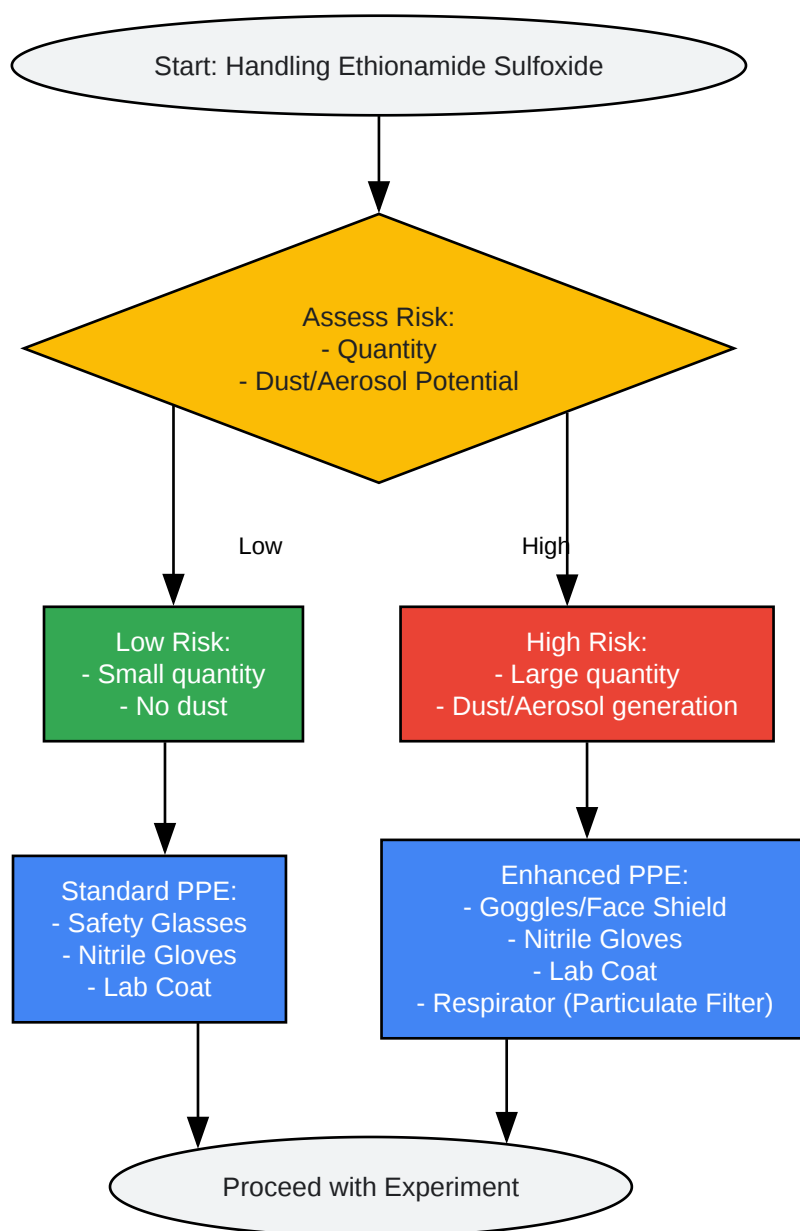 Start: Handling Ethionamide Sulfoxide
Assess Risk:
- Quantity
- Dust/Aerosol Potential
Low
High
Low Risk:
- Small quantity
- No dust
High Risk:
- Large quantity
- Dust/Aerosol generation
Standard PPE:
- Safety Glasses
- Nitrile Gloves
- Lab Coat
Enhanced PPE:
- Goggles/Face Shield
- Nitrile Gloves
- Lab Coat
- Respirator (Particulate Filter)
Proceed with Experiment